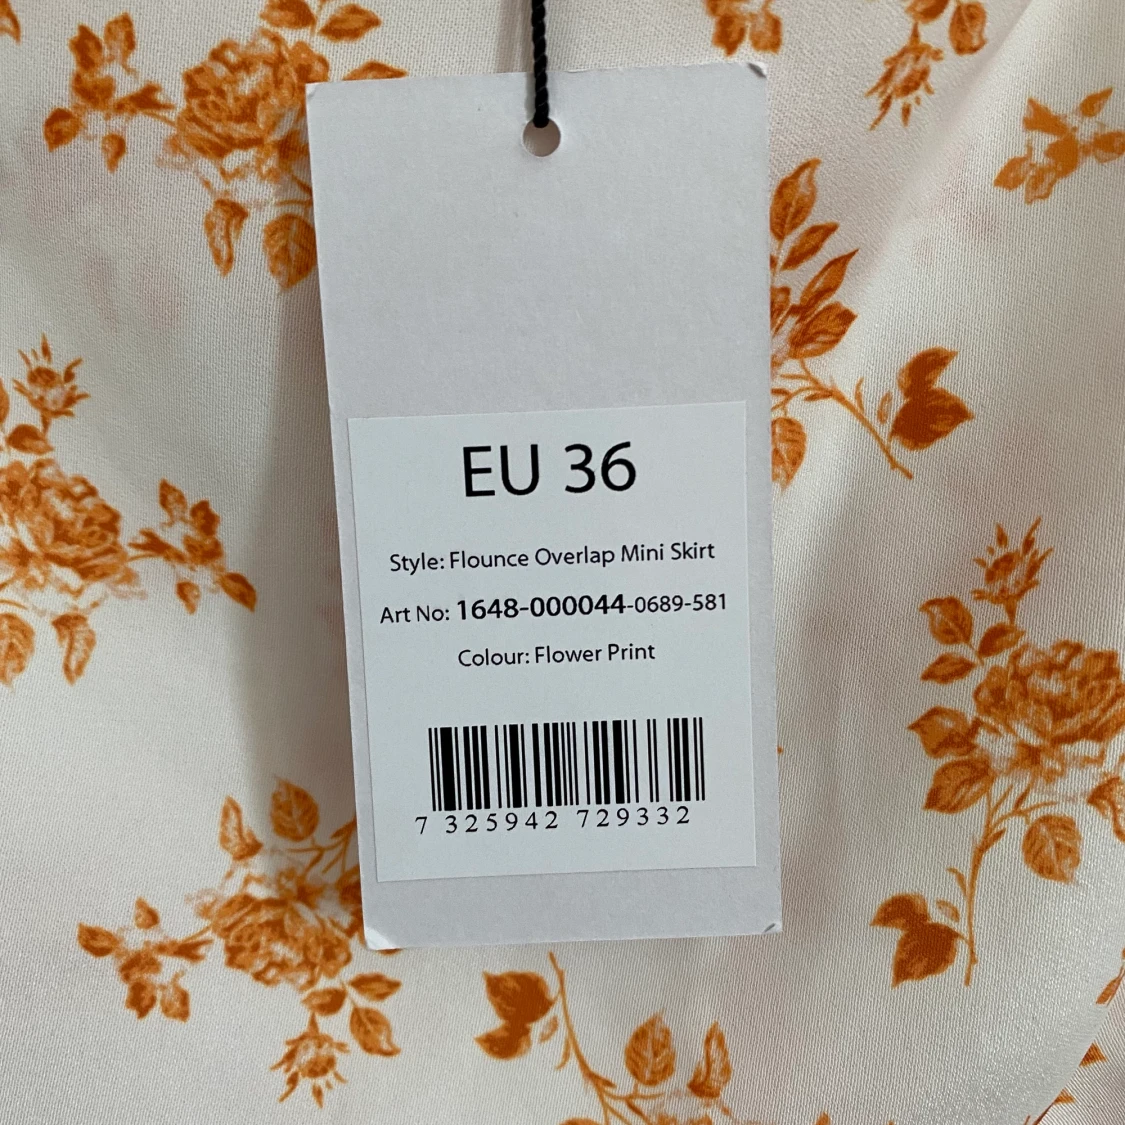 EU 36
Style: Flounce Overlap Mini Skirt
Art No: 1648-000044-0689-581
Colour: Flower Print
7 325942 729332